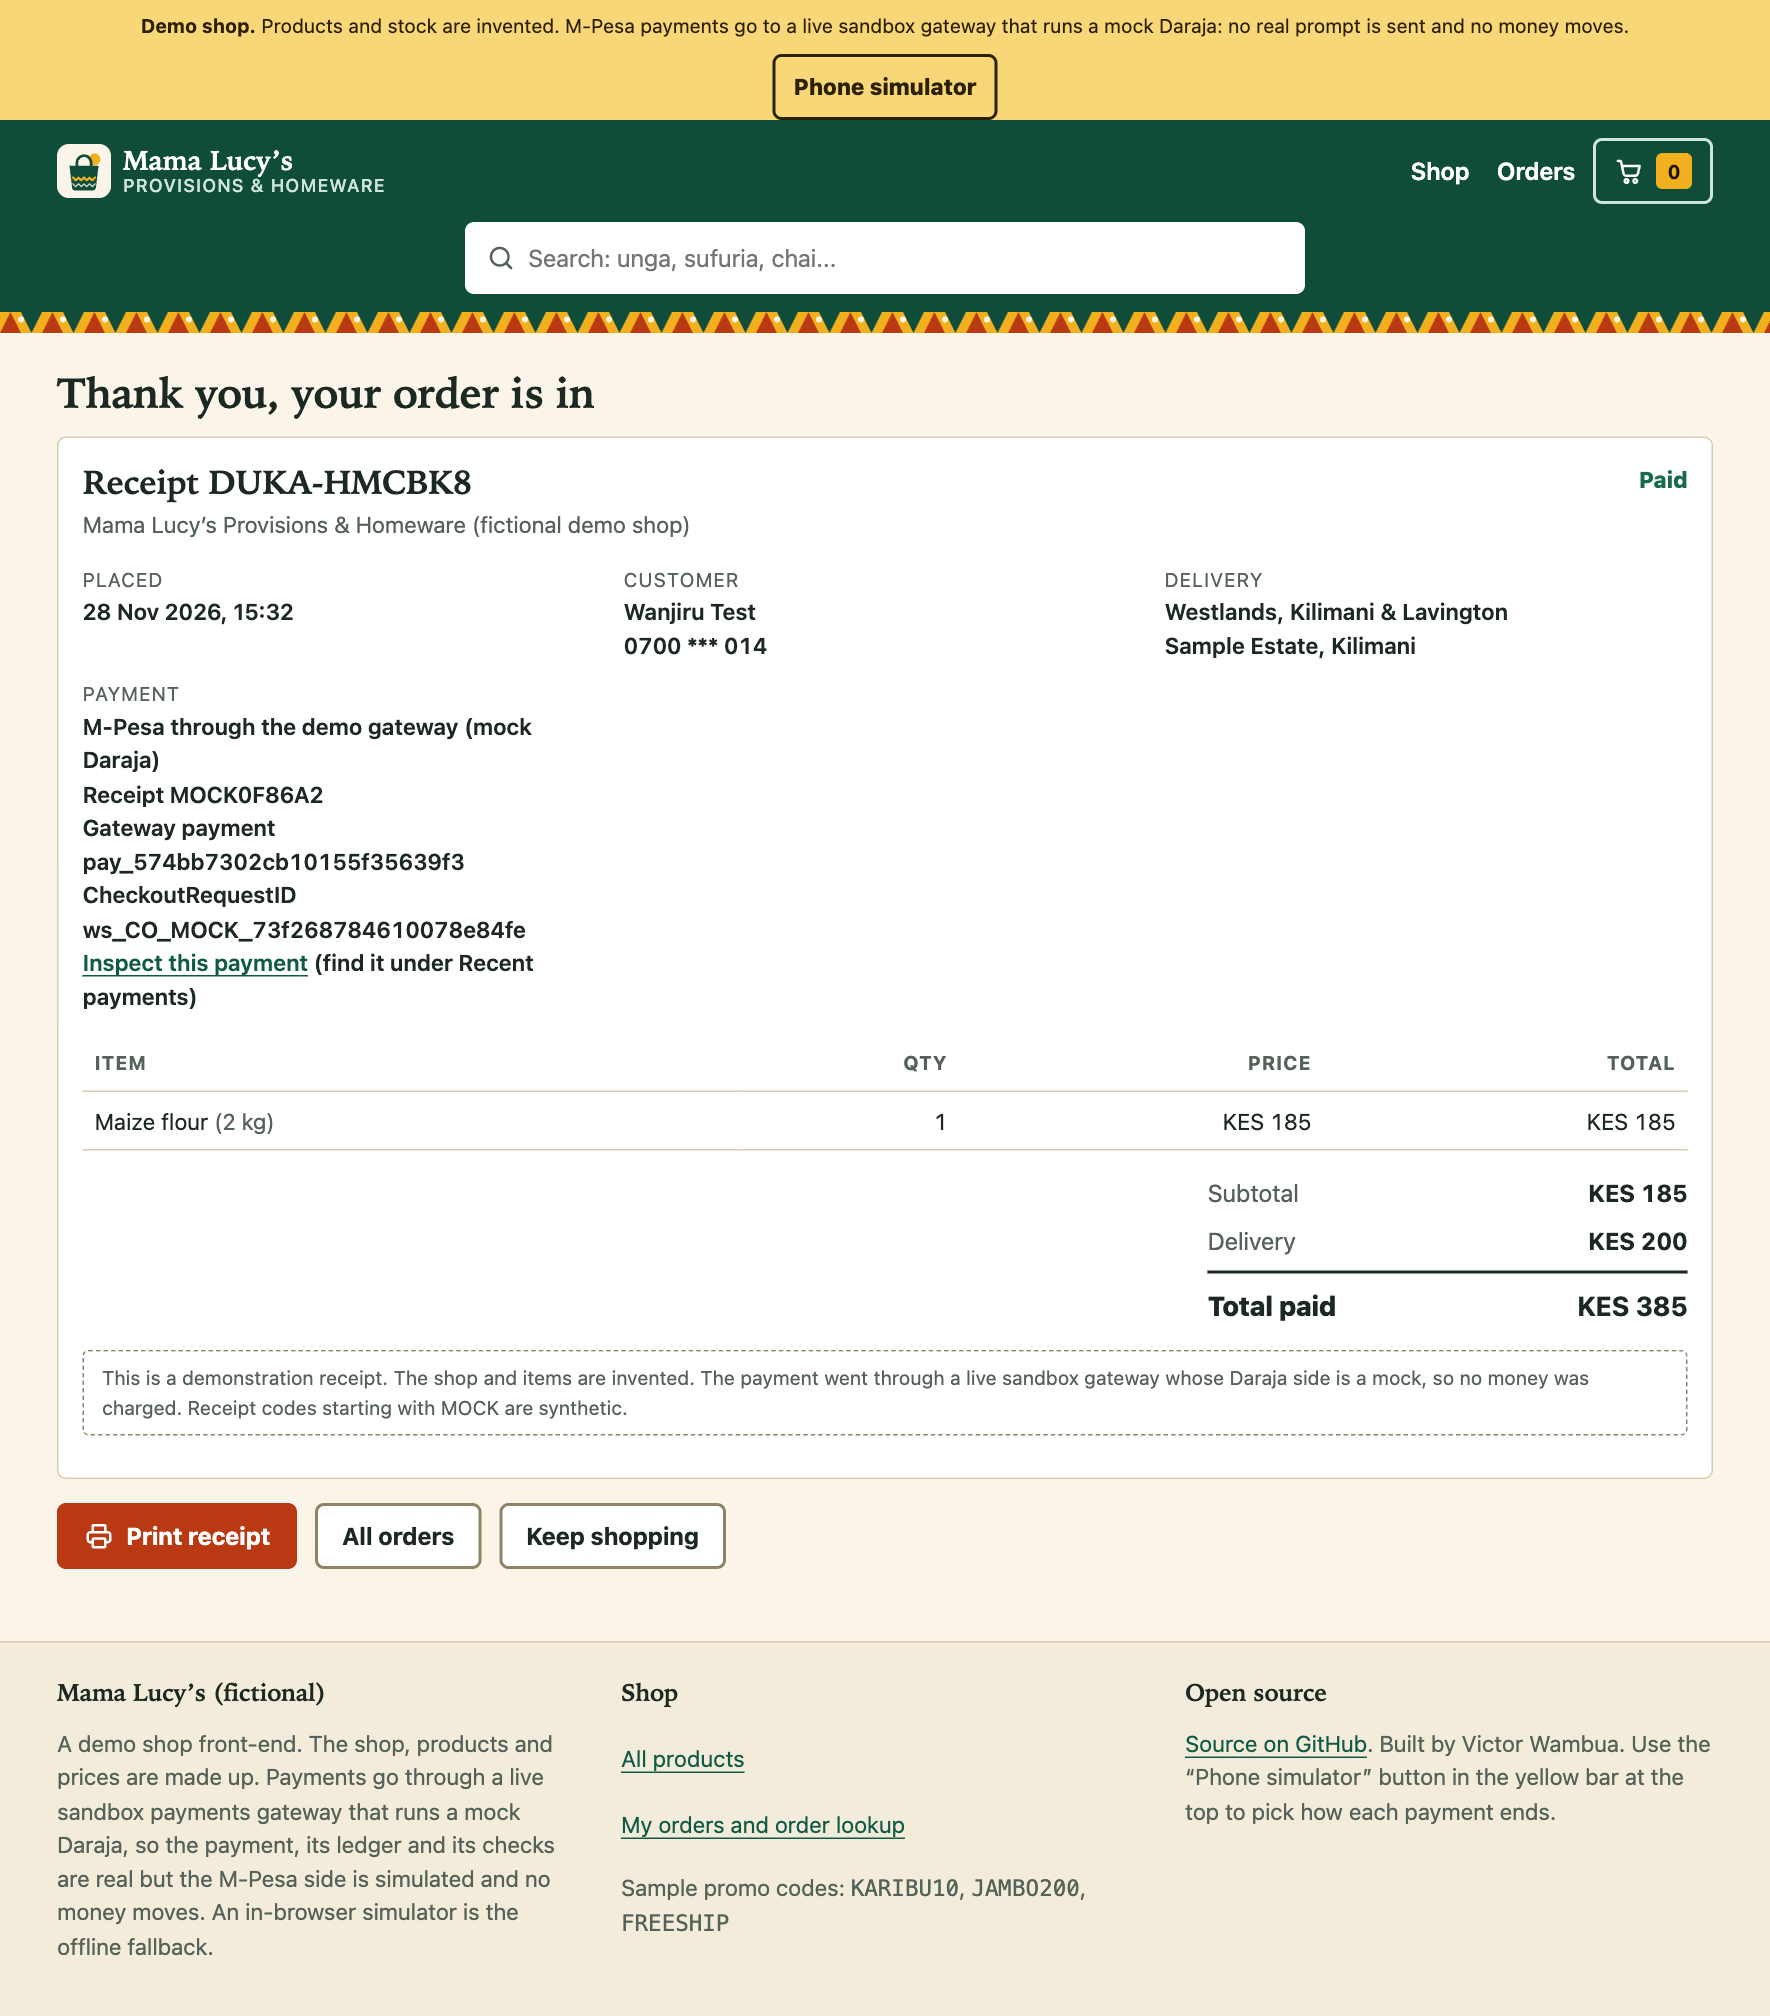 Demo shop. Products and stock are invented. M-Pesa payments go to a live sandbox gateway that runs a mock Daraja: no real prompt is sent and no money moves.
Phone simulator
Mama Lucy’s
PROVISIONS & HOMEWARE
Shop
Orders
0
Search: unga, sufuria, chai...
Thank you, your order is in
Receipt DUKA-HMCBK8
Paid
Mama Lucy’s Provisions & Homeware (fictional demo shop)
PLACED
28 Nov 2026, 15:32
CUSTOMER
Wanjiru Test
0700 *** 014
DELIVERY
Westlands, Kilimani & Lavington
Sample Estate, Kilimani
PAYMENT
M-Pesa through the demo gateway (mock
Daraja)
Receipt MOCK0F86A2
Gateway payment
pay_574bb7302cb10155f35639f3
CheckoutRequestID
ws_CO_MOCK_73f268784610078e84fe
Inspect this payment (find it under Recent
payments)
ITEM QTY PRICE TOTAL
Maize flour (2 kg) 1 KES 185 KES 185
Subtotal KES 185
Delivery KES 200
Total paid KES 385
This is a demonstration receipt. The shop and items are invented. The payment went through a live sandbox gateway whose Daraja side is a mock, so no money was
charged. Receipt codes starting with MOCK are synthetic.
Print receipt
All orders
Keep shopping
Mama Lucy’s (fictional)
A demo shop front-end. The shop, products and
prices are made up. Payments go through a live
sandbox payments gateway that runs a mock
Daraja, so the payment, its ledger and its checks
are real but the M-Pesa side is simulated and no
money moves. An in-browser simulator is the
offline fallback.
Shop
All products
My orders and order lookup
Sample promo codes: KARIBU10, JAMBO200,
FREESHIP
Open source
Source on GitHub. Built by Victor Wambua. Use the
“Phone simulator” button in the yellow bar at the
top to pick how each payment ends.